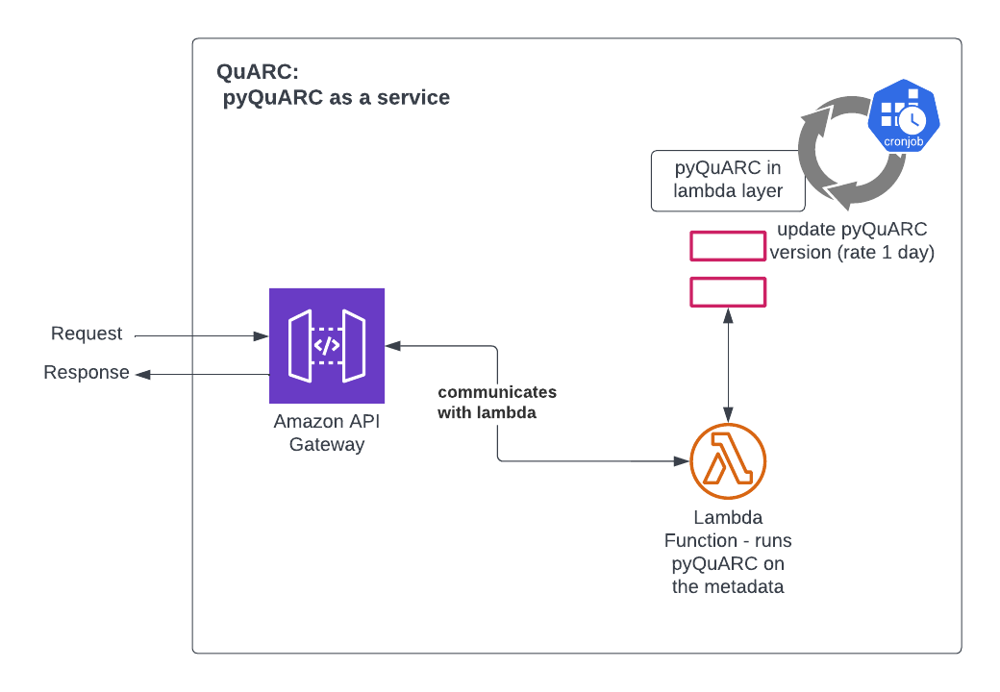 QuARC:
pyQuARC as a service
cronjob
pyQuARC in
lambda layer
update pyQuARC
version (rate 1 day)
Request
Response
</>
Amazon API
Gateway
communicates
with lambda
Lambda
Function - runs
pyQuARC on
the metadata